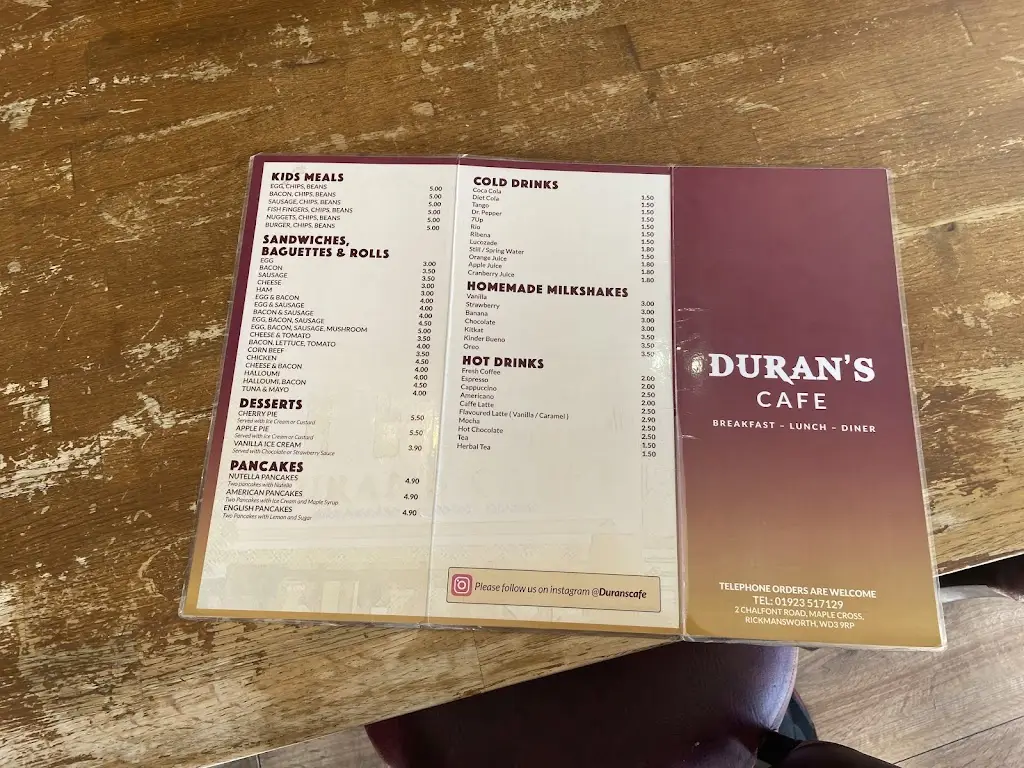 KIDS MEALS
EGG, CHIPS, BEANS 5.00
BACON, CHIPS, BEANS 5.00
SAUSAGE, CHIPS, BEANS 5.00
FISH FINGERS, CHIPS, BEANS 5.00
NUGGETS, CHIPS, BEANS 5.00
BURGER, CHIPS, BEANS 5.00
SANDWICHES,
BAGUETTES & ROLLS
EGG 3.00
BACON 3.50
SAUSAGE 3.50
CHEESE 3.00
HAM 3.00
EGG & BACON 4.00
EGG & SAUSAGE 4.00
BACON & SAUSAGE 4.00
EGG, BACON, SAUSAGE 4.50
EGG, BACON, SAUSAGE, MUSHROOM 5.00
CHEESE & TOMATO 3.50
BACON, LETTUCE, TOMATO 4.00
CORN BEEF 3.50
CHICKEN 4.50
CHEESE & BACON 4.00
HALLOUMI 4.00
HALLOUMI, BACON 4.50
TUNA & MAYO 4.00
DESSERTS
CHERRY PIE 5.50
Served with Ice Cream or Custard
APPLE PIE 5.50
Served with Ice Cream or Custard
VANILLA ICE CREAM 3.90
Served with Chocolate or Strawberry Sauce
PANCAKES
NUTELLA PANCAKES 4.90
Two pancakes with Nutella
AMERICAN PANCAKES 4.90
Two Pancakes with Ice Cream and Maple Syrup
ENGLISH PANCAKES 4.90
Two Pancakes with Lemon and Sugar
COLD DRINKS
Coca Cola 1.50
Diet Cola 1.50
Tango 1.50
Dr. Pepper 1.50
7Up 1.50
Rio 1.50
Ribena 1.50
Lucozade 1.80
Still / Spring Water 1.50
Orange Juice 1.80
Apple Juice 1.80
Cranberry Juice 1.80
HOMEMADE MILKSHAKES
Vanilla 3.00
Strawberry 3.00
Banana 3.00
Chocolate 3.00
Kitkat 3.50
Kinder Bueno 3.50
Oreo 3.50
HOT DRINKS
Fresh Coffee 2.00
Espresso 2.00
Cappuccino 2.50
Americano 2.00
Caffe Latte 2.50
Flavoured Latte ( Vanilla / Caramel ) 2.90
Mocha 2.50
Hot Chocolate 2.50
Tea 1.50
Herbal Tea 1.50
Please follow us on instagram @Duranscafe
DURAN'S
CAFE
BREAKFAST - LUNCH - DINER
TELEPHONE ORDERS ARE WELCOME
TEL: 01923 517129
2 CHALFONT ROAD, MAPLE CROSS,
RICKMANSWORTH, WD3 9RP